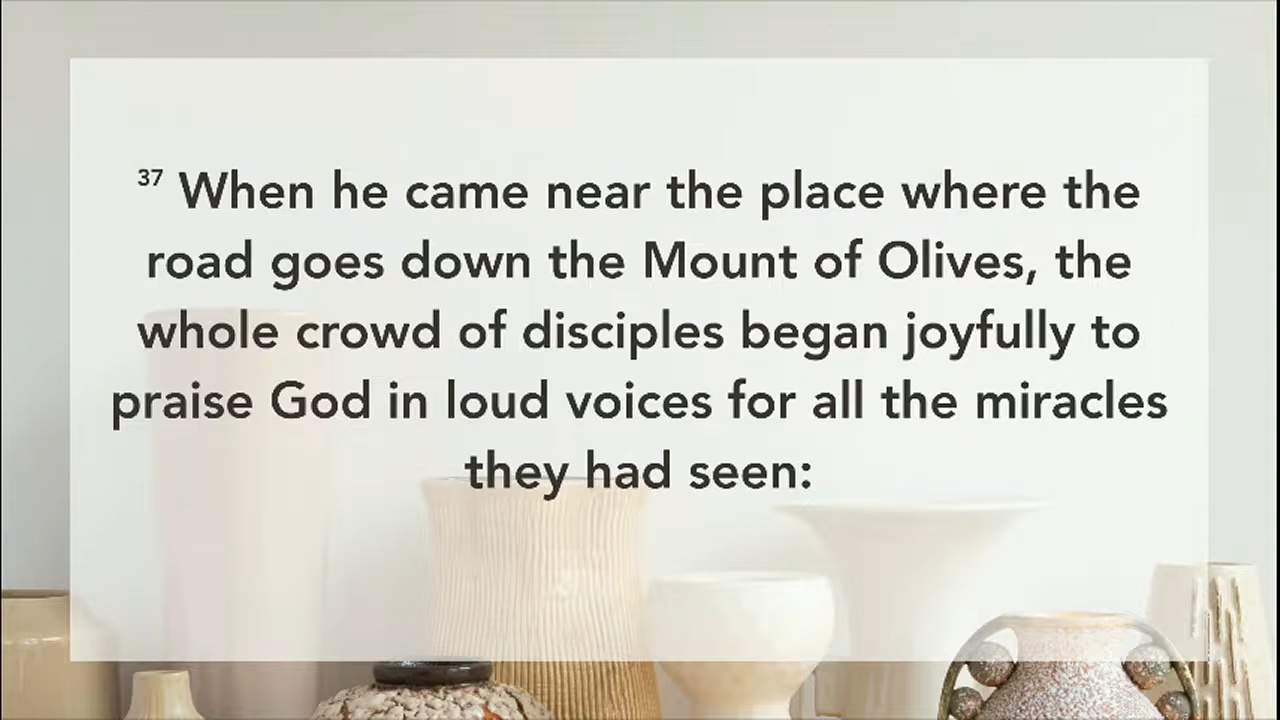 37 When he came near the place where the
road goes down the Mount of Olives, the
whole crowd of disciples began joyfully to
praise God in loud voices for all the miracles
they had seen: